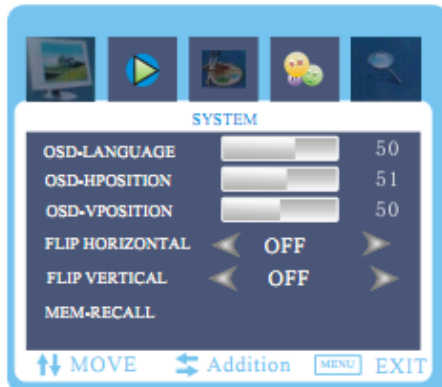 SYSTEM
OSD-LANGUAGE 50
OSD-HPOSITION 51
OSD-VPOSITION 50
FLIP HORIZONTAL OFF
FLIP VERTICAL OFF
MEM-RECALL
MOVE Addition MENU EXIT